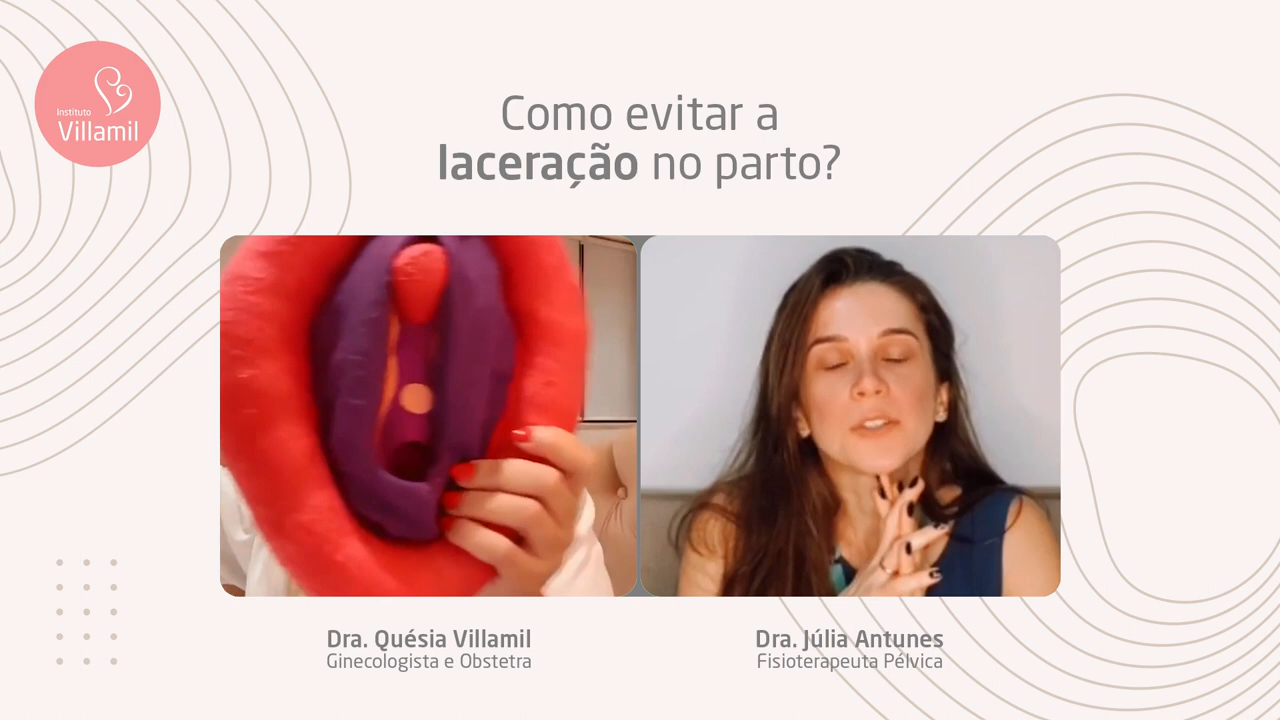 Instituto
Villamil
Como evitar a
laceração no parto?
Dra. Quésia Villamil
Ginecologista e Obstetra
Dra. Júlia Antunes
Fisioterapeuta Pélvica